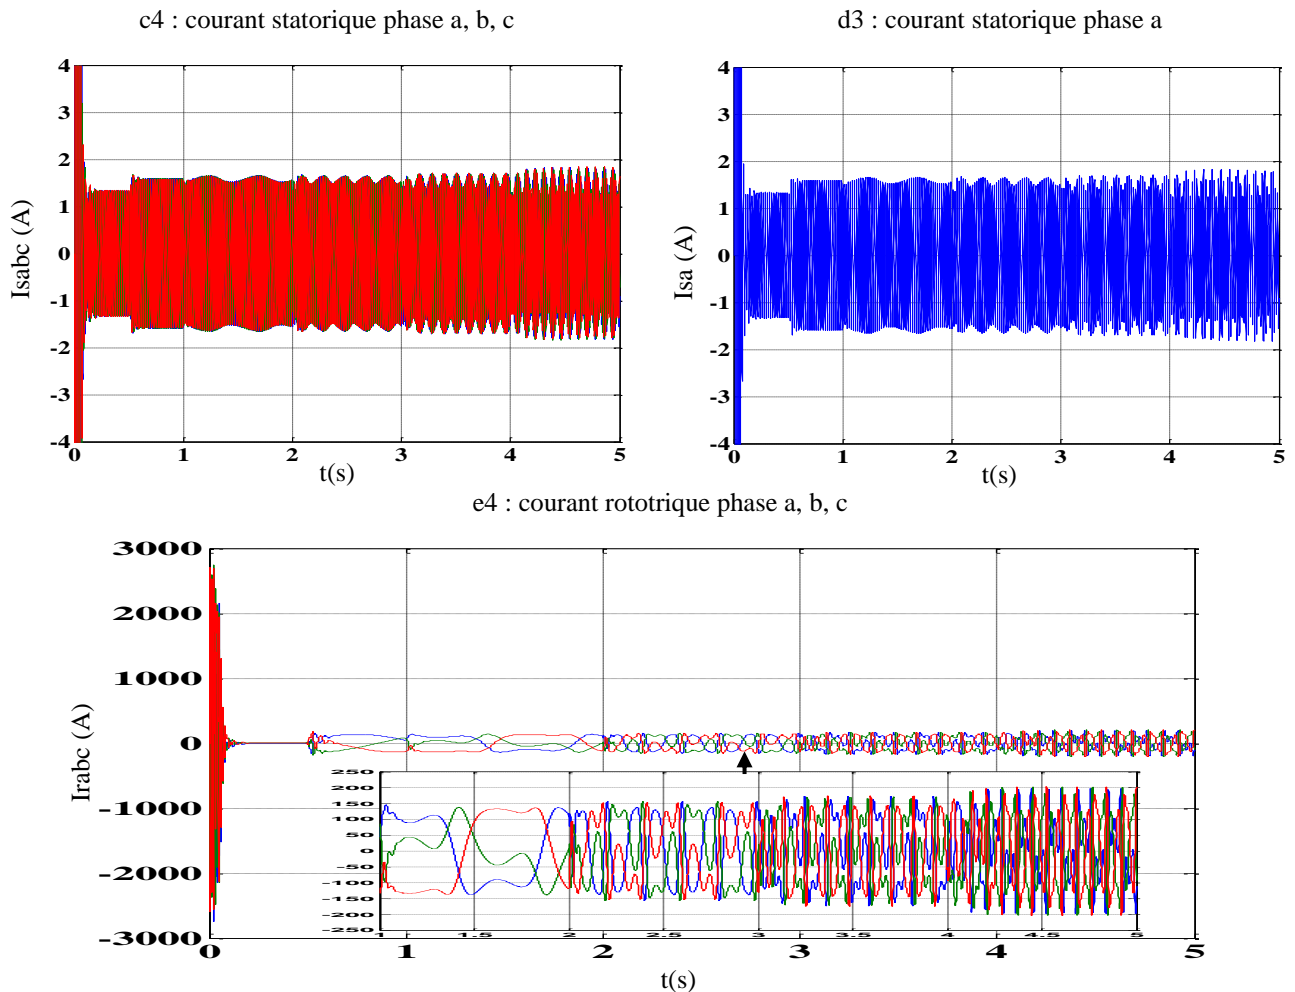 c4 : courant statorique phase a, b, c
d3 : courant statorique phase a
4
3
2
1
0
-1
-2
-3
-4
Isabc (A)
0 1 2 3 4 5
t(s)
4
3
2
1
0
-1
-2
-3
-4
Isa (A)
0 1 2 3 4 5
t(s)
e4 : courant rototrique phase a, b, c
3000
2000
1000
0
-1000
-2000
-3000
Irabc (A)
250
200
150
100
50
0
-50
-100
-150
-200
-250
1 1.5 2 2.5 3 3.5 4 4.5 5
0 1 2 3 4 5
t(s)